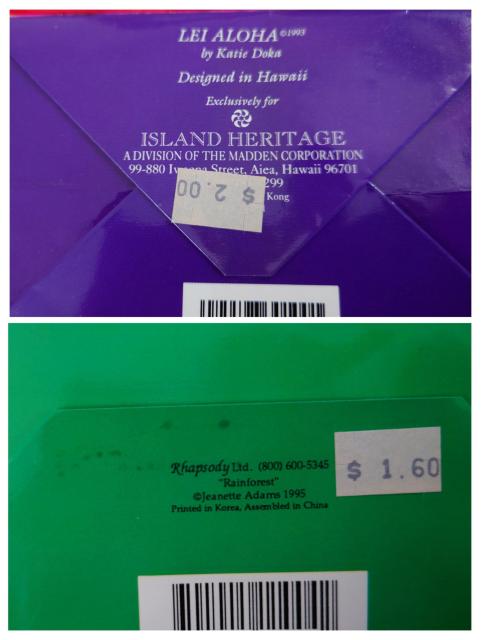 LEI ALOHA ©1993
by Katie Doka
Designed in Hawaii
Exclusively for
ISLAND HERITAGE
A DIVISION OF THE MADDEN CORPORATION
99-880 Street, Aiea, Hawaii 96701
299
$ 2.00
Kong
$ 1.60
Rhapsody Ltd. (800) 600-5345
"Rainforest"
©Jeanette Adams 1995
Printed in Korea, Assembled in China